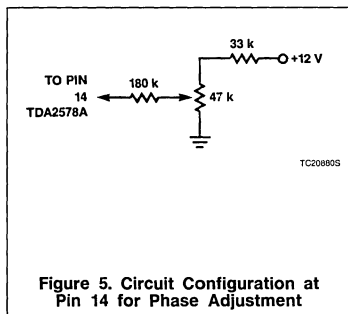 33 k
+12 V
TO PIN
14
TDA2578A
180 k
47 k
TC20880S
Figure 5. Circuit Configuration at
Pin 14 for Phase Adjustment